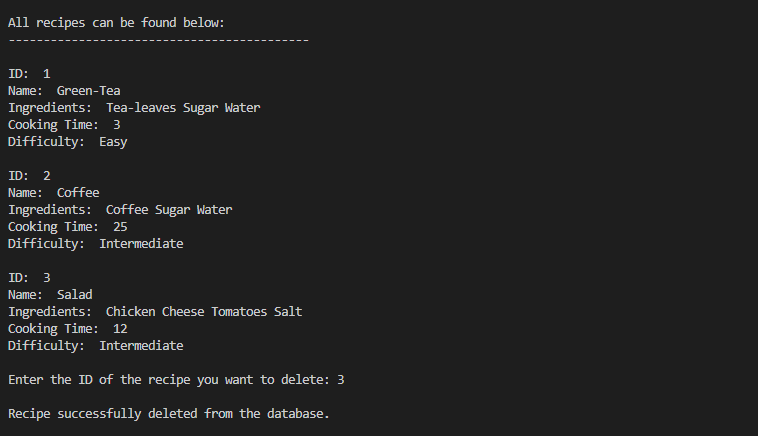 All recipes can be found below:
-------------------------------------------
ID:  1
Name:  Green-Tea
Ingredients:  Tea-leaves Sugar Water
Cooking Time:  3
Difficulty:  Easy
ID:  2
Name:  Coffee
Ingredients:  Coffee Sugar Water
Cooking Time:  25
Difficulty:  Intermediate
ID:  3
Name:  Salad
Ingredients:  Chicken Cheese Tomatoes Salt
Cooking Time:  12
Difficulty:  Intermediate
Enter the ID of the recipe you want to delete: 3
Recipe successfully deleted from the database.